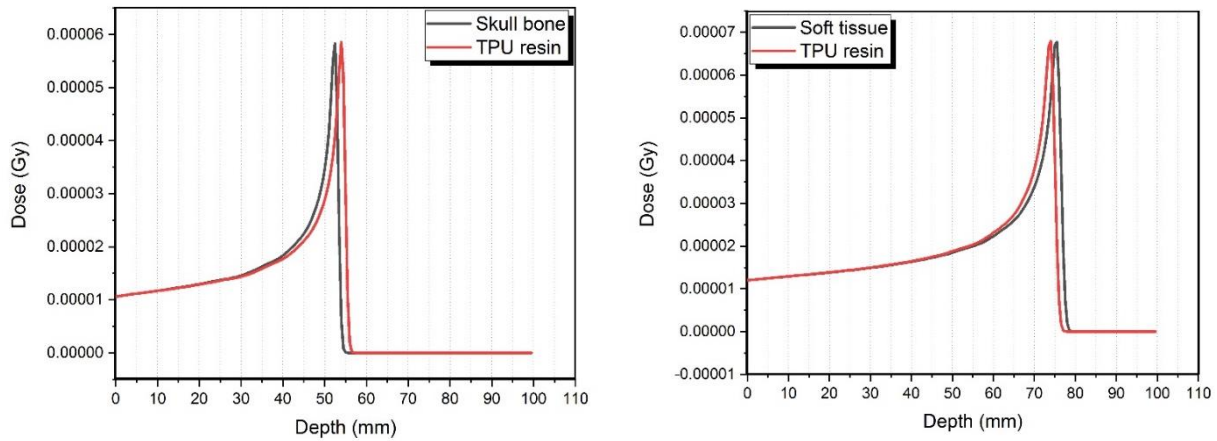 Skull bone
TPU resin
0.00006
0.00005
0.00004
0.00003
0.00002
0.00001
0.00000
Dose (Gy)
0 10 20 30 40 50 60 70 80 90 100 110
Depth (mm)
Soft tissue
TPU resin
0.00007
0.00006
0.00005
0.00004
0.00003
0.00002
0.00001
0.00000
-0.00001
Dose (Gy)
0 10 20 30 40 50 60 70 80 90 100 110
Depth (mm)